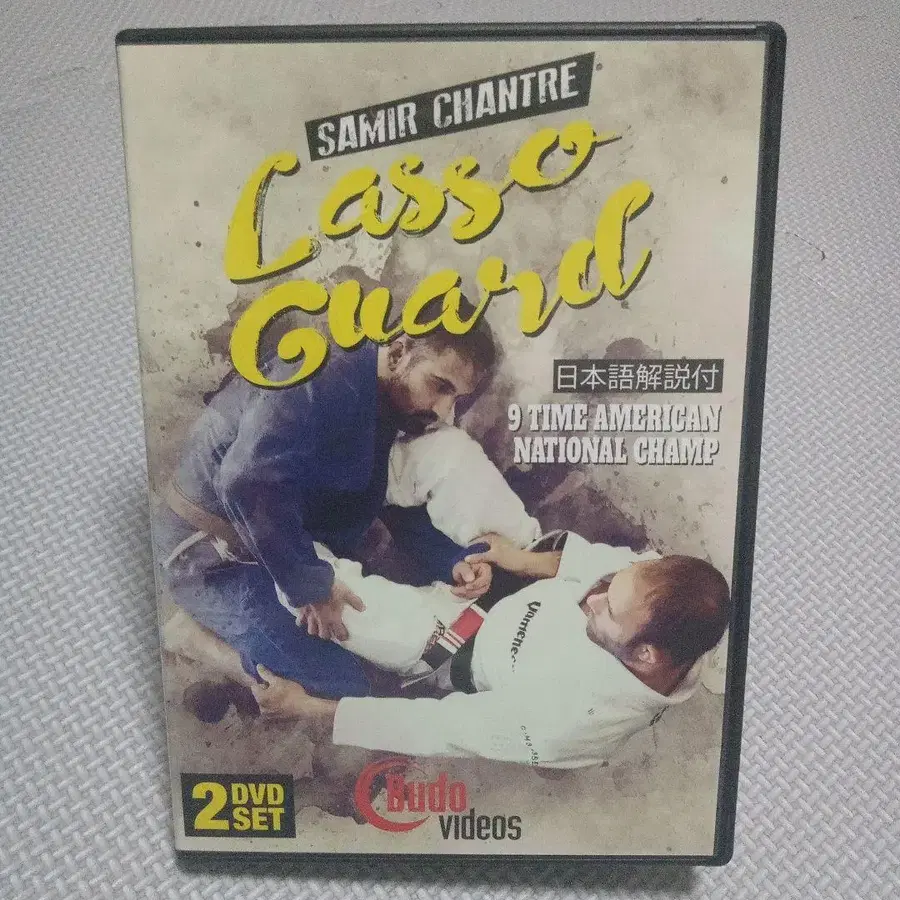 SAMIR CHANTRE
Lasso
Guard
日本語解説付
9 TIME AMERICAN
NATIONAL CHAMP
2 DVD
SET
Budo
videos